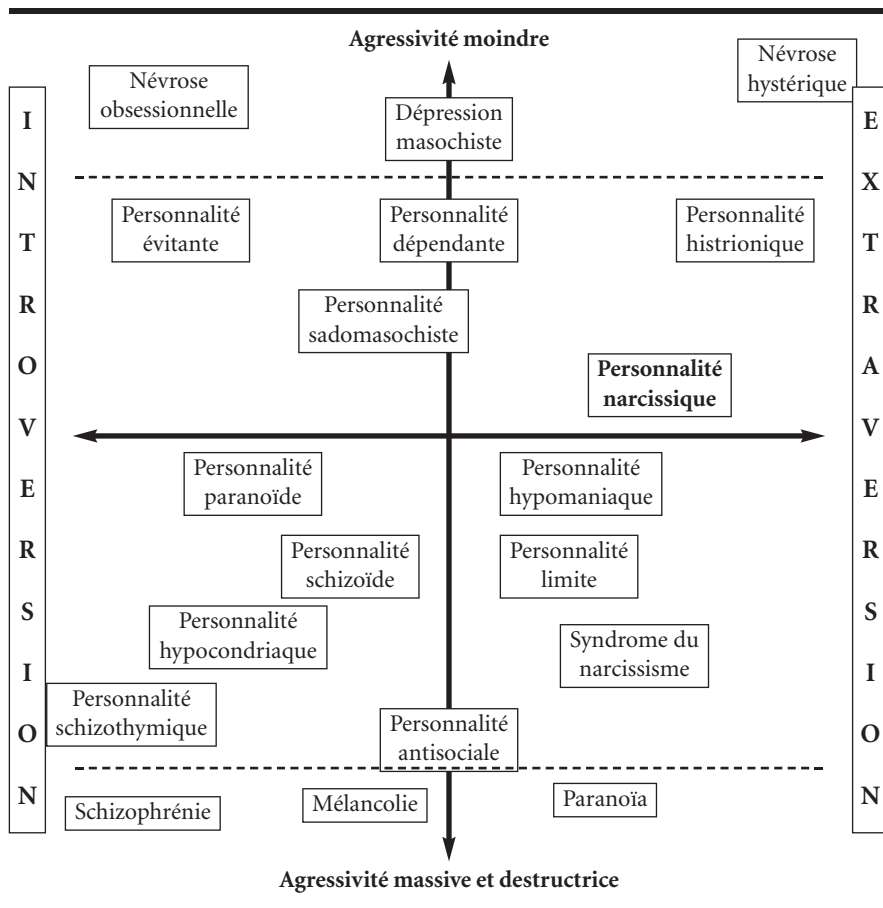 Agressivité moindre
Névrose
obsessionnelle
Dépression
masochiste
Névrose
hystérique
INTROVERSION
EXTRAVERSION
Personnalité
évitante
Personnalité
dépendante
Personnalité
histrionique
Personnalité
sadomasochiste
Personnalité
narcissique
Personnalité
paranoïde
Personnalité
hypomaniaque
Personnalité
schizoïde
Personnalité
limite
Personnalité
hypocondriaque
Syndrome du
narcissisme
Personnalité
schizothymique
Personnalité
antisociale
Schizophrénie
Mélancolie
Paranoïa
Agressivité massive et destructrice